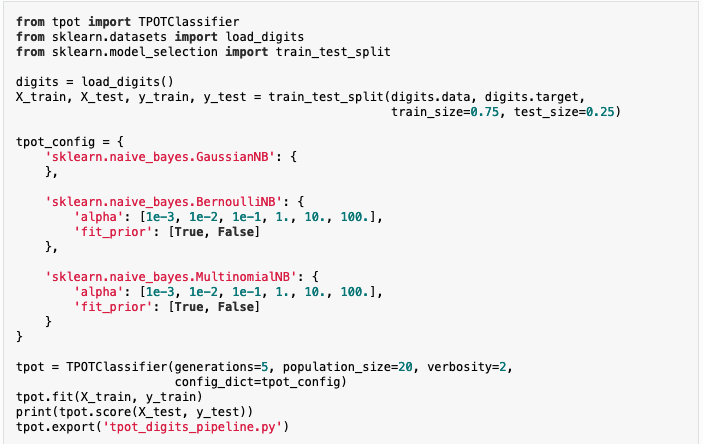 from tpot import TPOTClassifier
from sklearn.datasets import load_digits
from sklearn.model_selection import train_test_split

digits = load_digits()
X_train, X_test, y_train, y_test = train_test_split(digits.data, digits.target,
                                                    train_size=0.75, test_size=0.25)

tpot_config = {
    'sklearn.naive_bayes.GaussianNB': {
    },

    'sklearn.naive_bayes.BernoulliNB': {
        'alpha': [1e-3, 1e-2, 1e-1, 1., 10., 100.],
        'fit_prior': [True, False]
    },

    'sklearn.naive_bayes.MultinomialNB': {
        'alpha': [1e-3, 1e-2, 1e-1, 1., 10., 100.],
        'fit_prior': [True, False]
    }
}

tpot = TPOTClassifier(generations=5, population_size=20, verbosity=2,
                      config_dict=tpot_config)
tpot.fit(X_train, y_train)
print(tpot.score(X_test, y_test))
tpot.export('tpot_digits_pipeline.py')